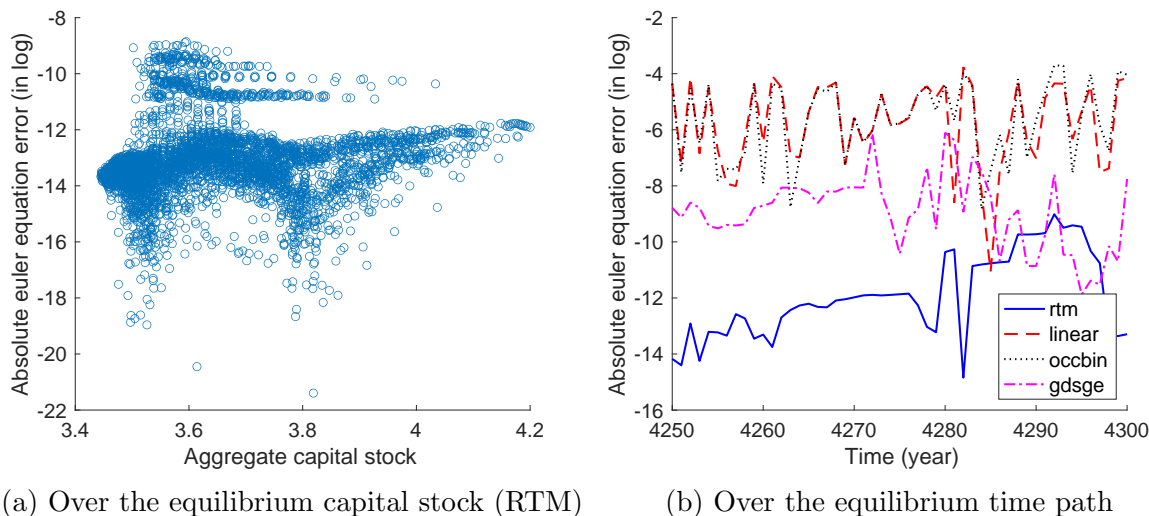 Absolute euler equation error (in log)
-8
-10
-12
-14
-16
-18
-20
-22
3.4
3.6
3.8
4
4.2
Aggregate capital stock
(a) Over the equilibrium capital stock (RTM)
Absolute euler equation error (in log)
-2
-4
-6
-8
-10
-12
-14
-16
4250
4260
4270
4280
4290
4300
Time (year)
rtm
linear
occbin
gdsge
(b) Over the equilibrium time path